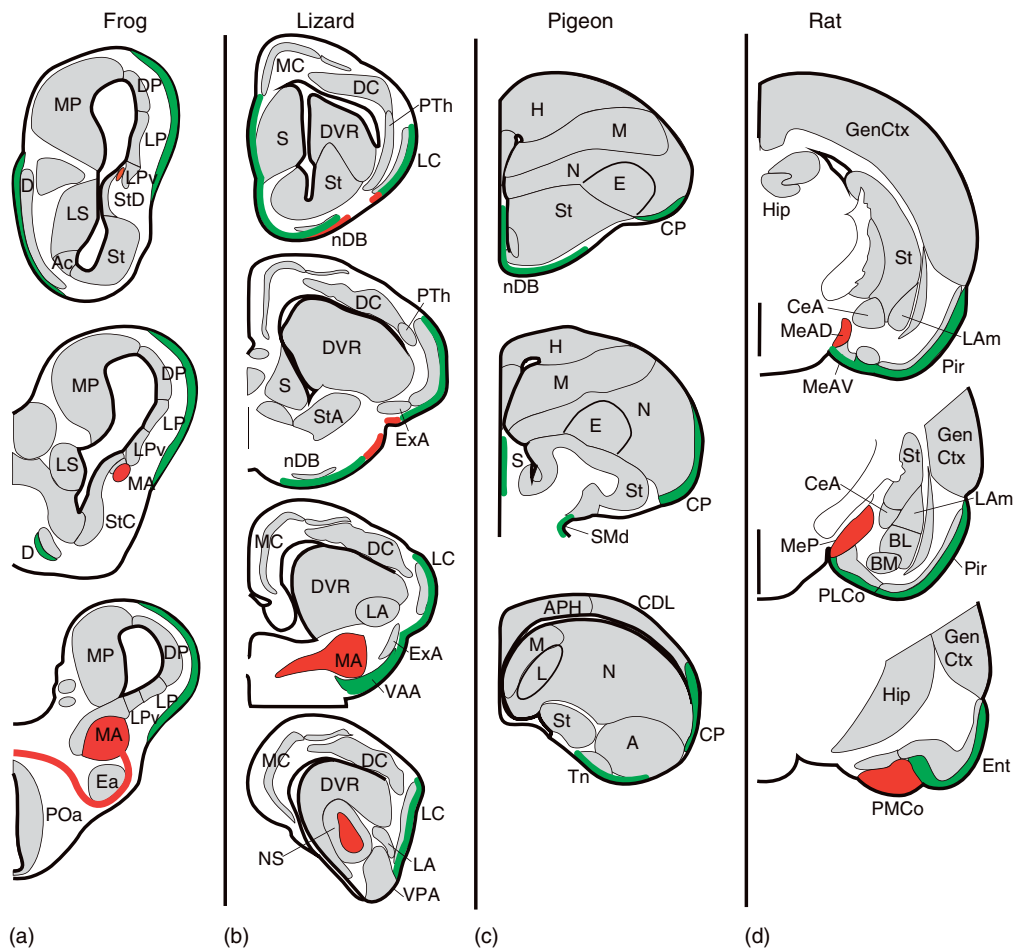 Frog
Lizard
Pigeon
Rat
MP
DP
LP
LPv
StD
D
LS
St
Ac
MP
DP
LP
LPv
LS
MA
StC
D
MP
DP
LP
LPv
MA
Ea
POa
MC
DC
PTh
S
DVR
LC
St
nDB
DC
PTh
DVR
S
StA
ExA
nDB
MC
DC
LC
DVR
LA
MA
ExA
VAA
MC
DC
DVR
LC
NS
LA
VPA
H
M
N
E
St
CP
nDB
H
M
N
E
S
St
CP
SMd
APH
CDL
M
L
N
St
A
CP
Tn
GenCtx
Hip
St
CeA
MeAD
LAm
Pir
MeAV
Gen
Ctx
St
CeA
LAm
MeP
BL
BM
Pir
PLCo
Gen
Ctx
Hip
Ent
PMCo
(a)
(b)
(c)
(d)